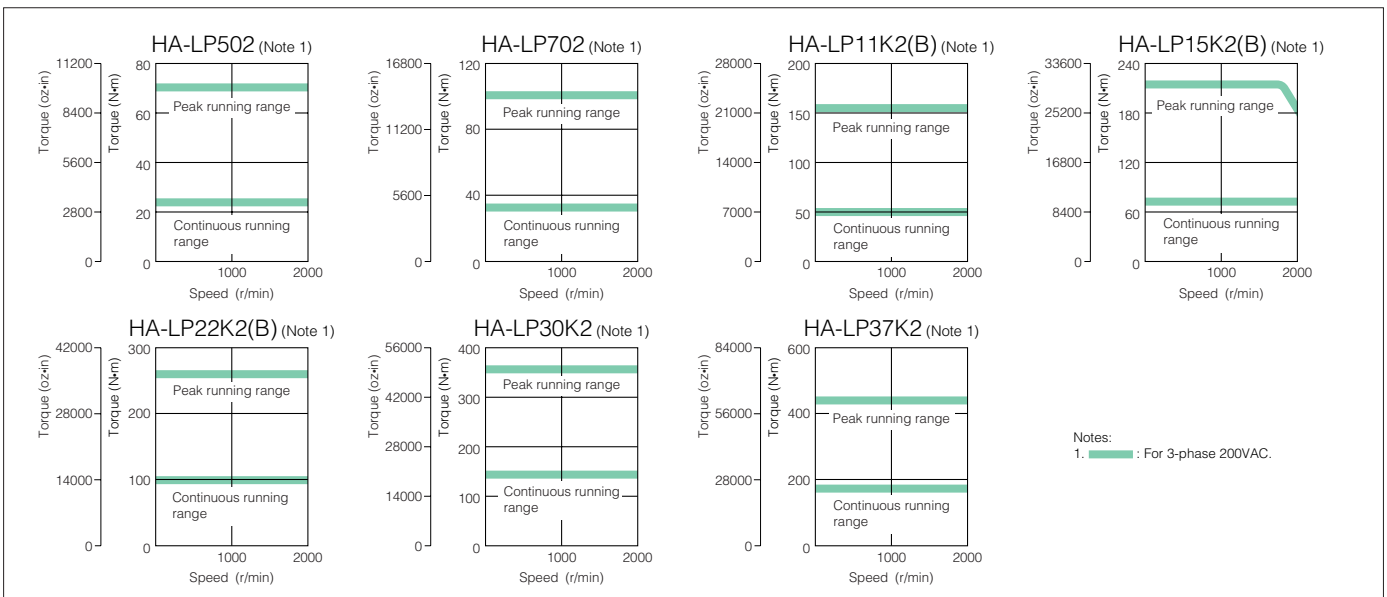 HA-LP502 (Note 1)
Torque (oz•in)
11200
8400
5600
2800
0
Torque (N•m)
80
60
40
20
0
Peak running range
Continuous running
range
1000
2000
Speed (r/min)
HA-LP702 (Note 1)
Torque (oz•in)
16800
11200
5600
0
Torque (N•m)
120
80
40
0
Peak running range
Continuous running
range
1000
2000
Speed (r/min)
HA-LP11K2(B) (Note 1)
Torque (oz•in)
28000
21000
14000
7000
0
Torque (N•m)
200
150
100
50
0
Peak running range
Continuous running
range
1000
2000
Speed (r/min)
HA-LP15K2(B) (Note 1)
Torque (oz•in)
33600
25200
16800
8400
0
Torque (N•m)
240
180
120
60
0
Peak running range
Continuous running
range
1000
2000
Speed (r/min)
HA-LP22K2(B) (Note 1)
Torque (oz•in)
42000
28000
14000
0
Torque (N•m)
300
200
100
0
Peak running range
Continuous running
range
1000
2000
Speed (r/min)
HA-LP30K2 (Note 1)
Torque (oz•in)
56000
42000
28000
14000
0
Torque (N•m)
400
300
200
100
0
Peak running range
Continuous running
range
1000
2000
Speed (r/min)
HA-LP37K2 (Note 1)
Torque (oz•in)
84000
56000
28000
0
Torque (N•m)
600
400
200
0
Peak running range
Continuous running
range
1000
2000
Speed (r/min)
Notes:
1. : For 3-phase 200VAC.